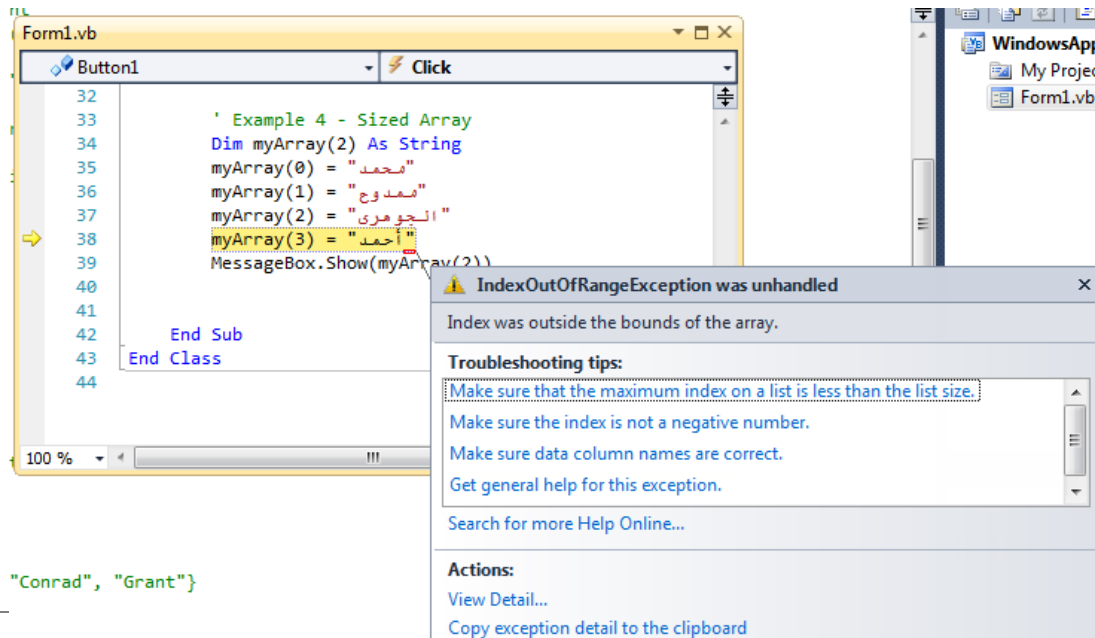 Form1.vb
Button1
Click
32
33 ' Example 4 - Sized Array
34 Dim myArray(2) As String
35 myArray(0) = "محمد"
36 myArray(1) = "ممدوح"
37 myArray(2) = "الجوهرى"
38 myArray(3) = "أحمد"
39 MessageBox.Show(myArray(2))
40
41
42 End Sub
43 End Class
44
100 %
"Conrad", "Grant"}
IndexOutOfRangeException was unhandled
Index was outside the bounds of the array.
Troubleshooting tips:
Make sure that the maximum index on a list is less than the list size.
Make sure the index is not a negative number.
Make sure data column names are correct.
Get general help for this exception.
Search for more Help Online...
Actions:
View Detail...
Copy exception detail to the clipboard
WindowsApp
My Projec
Form1.vb